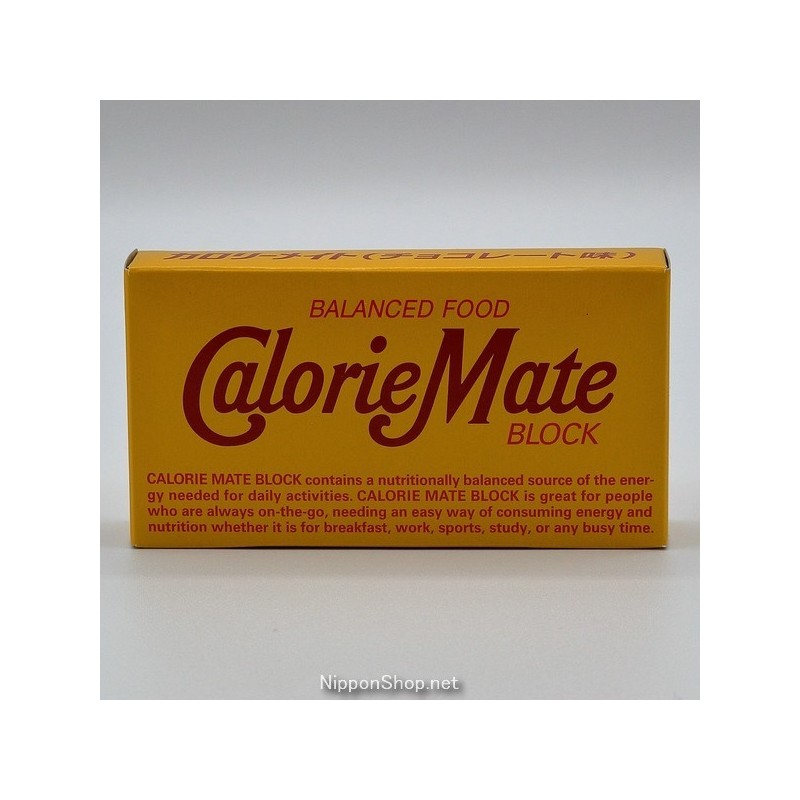 カロリーメイト(チョコレート味)
BALANCED FOOD
CalorieMate
BLOCK
CALORIE MATE BLOCK contains a nutritionally balanced source of the ener-
gy needed for daily activities. CALORIE MATE BLOCK is great for people
who are always on-the-go, needing an easy way of consuming energy and
nutrition whether it is for breakfast, work, sports, study, or any busy time.
NipponShop.net